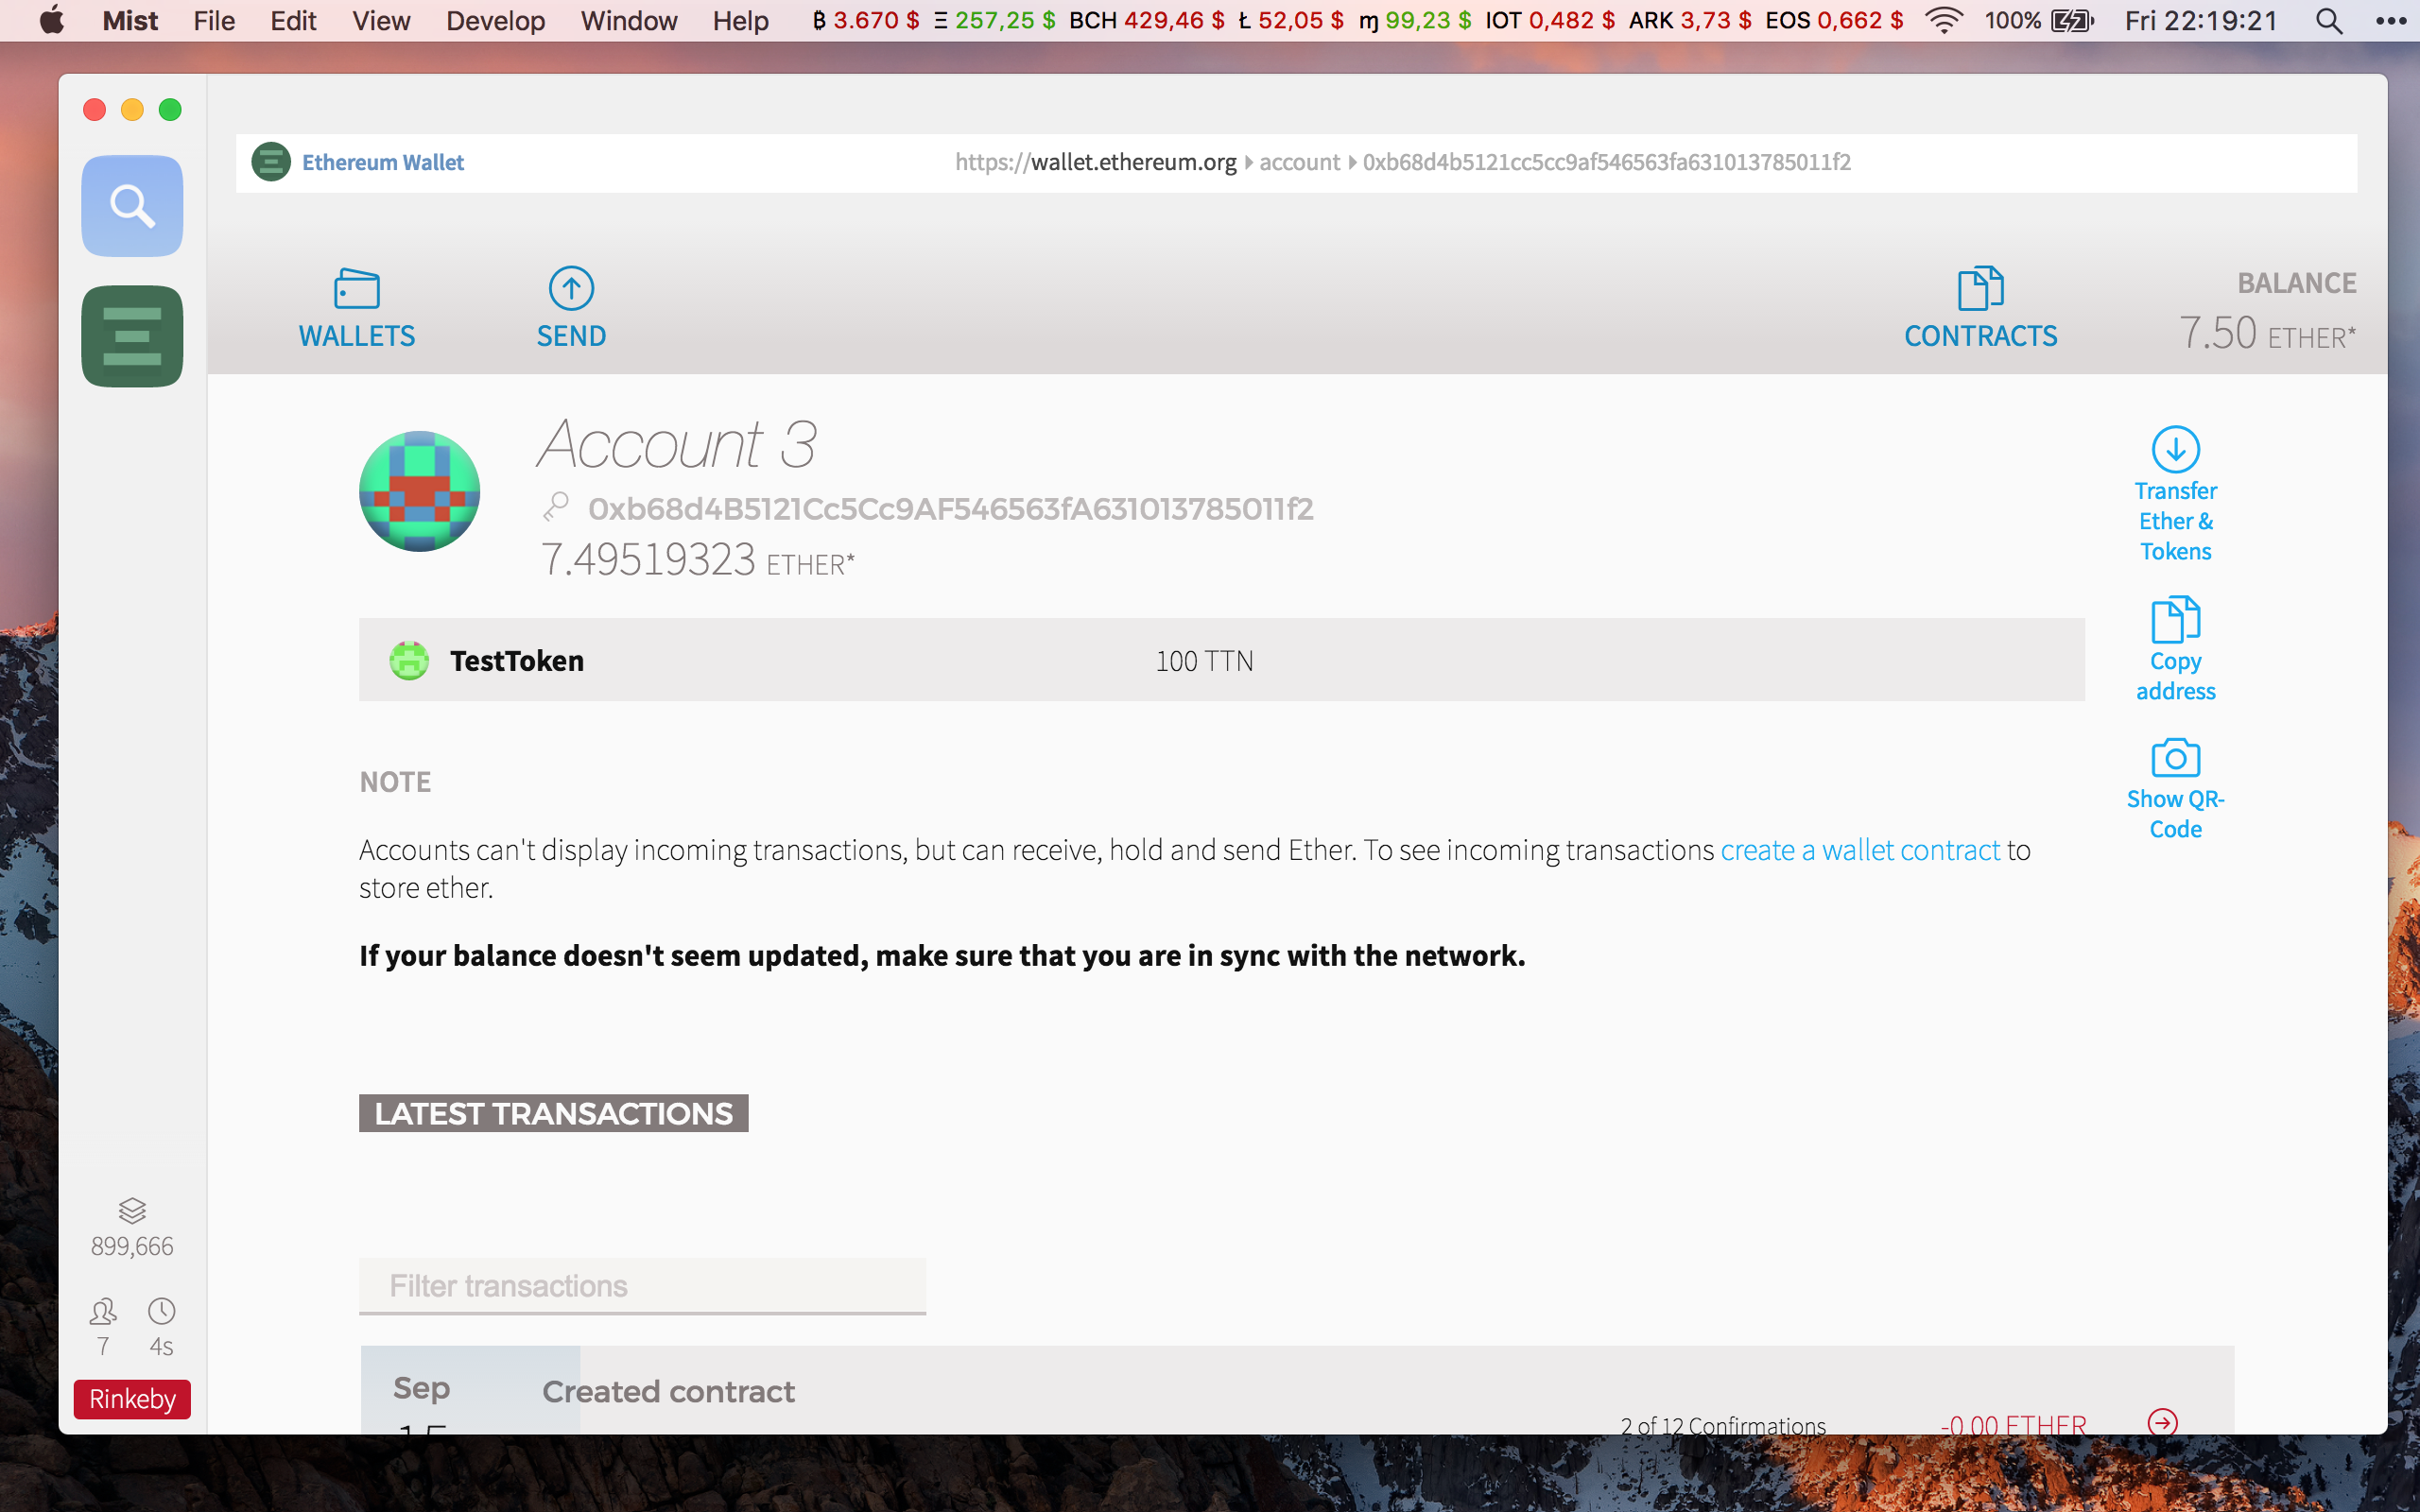 Mist File Edit View Develop Window Help Ƀ 3.670 $ Ξ 257,25 $ BCH 429,46 $ Ł 52,05 $ ɱ 99,23 $ IOT 0,482 $ ARK 3,73 $ EOS 0,662 $ 100% Fri 22:19:21
Ethereum Wallet https://wallet.ethereum.org account 0xb68d4b5121cc5cc9af546563fa631013785011f2
WALLETS SEND CONTRACTS
BALANCE
7.50 ETHER*
Account 3
0xb68d4B5121Cc5Cc9AF546563fA631013785011f2
7.49519323 ETHER*
Transfer
Ether &
Tokens
Copy
address
Show QR-
Code
TestToken 100 TTN
NOTE
Accounts can't display incoming transactions, but can receive, hold and send Ether. To see incoming transactions create a wallet contract to
store ether.
If your balance doesn't seem updated, make sure that you are in sync with the network.
LATEST TRANSACTIONS
Filter transactions
Sep
15
Created contract
2 of 12 Confirmations
-0.00 ETHER
899,666
7 4s
Rinkeby